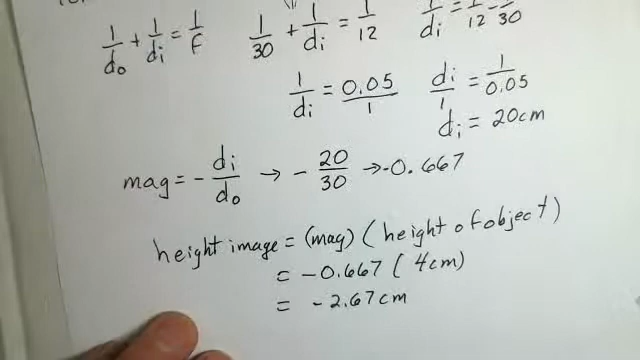 1/do + 1/di = 1/f   1/30 + 1/di = 1/12   1/di = 1/12 - 1/30
1/di = 0.05/1   di/1 = 1/0.05
di = 20cm
mag = - di/do → - 20/30 → -0.667
height image = (mag) (height of object)
= -0.667 (4cm)
= -2.67cm